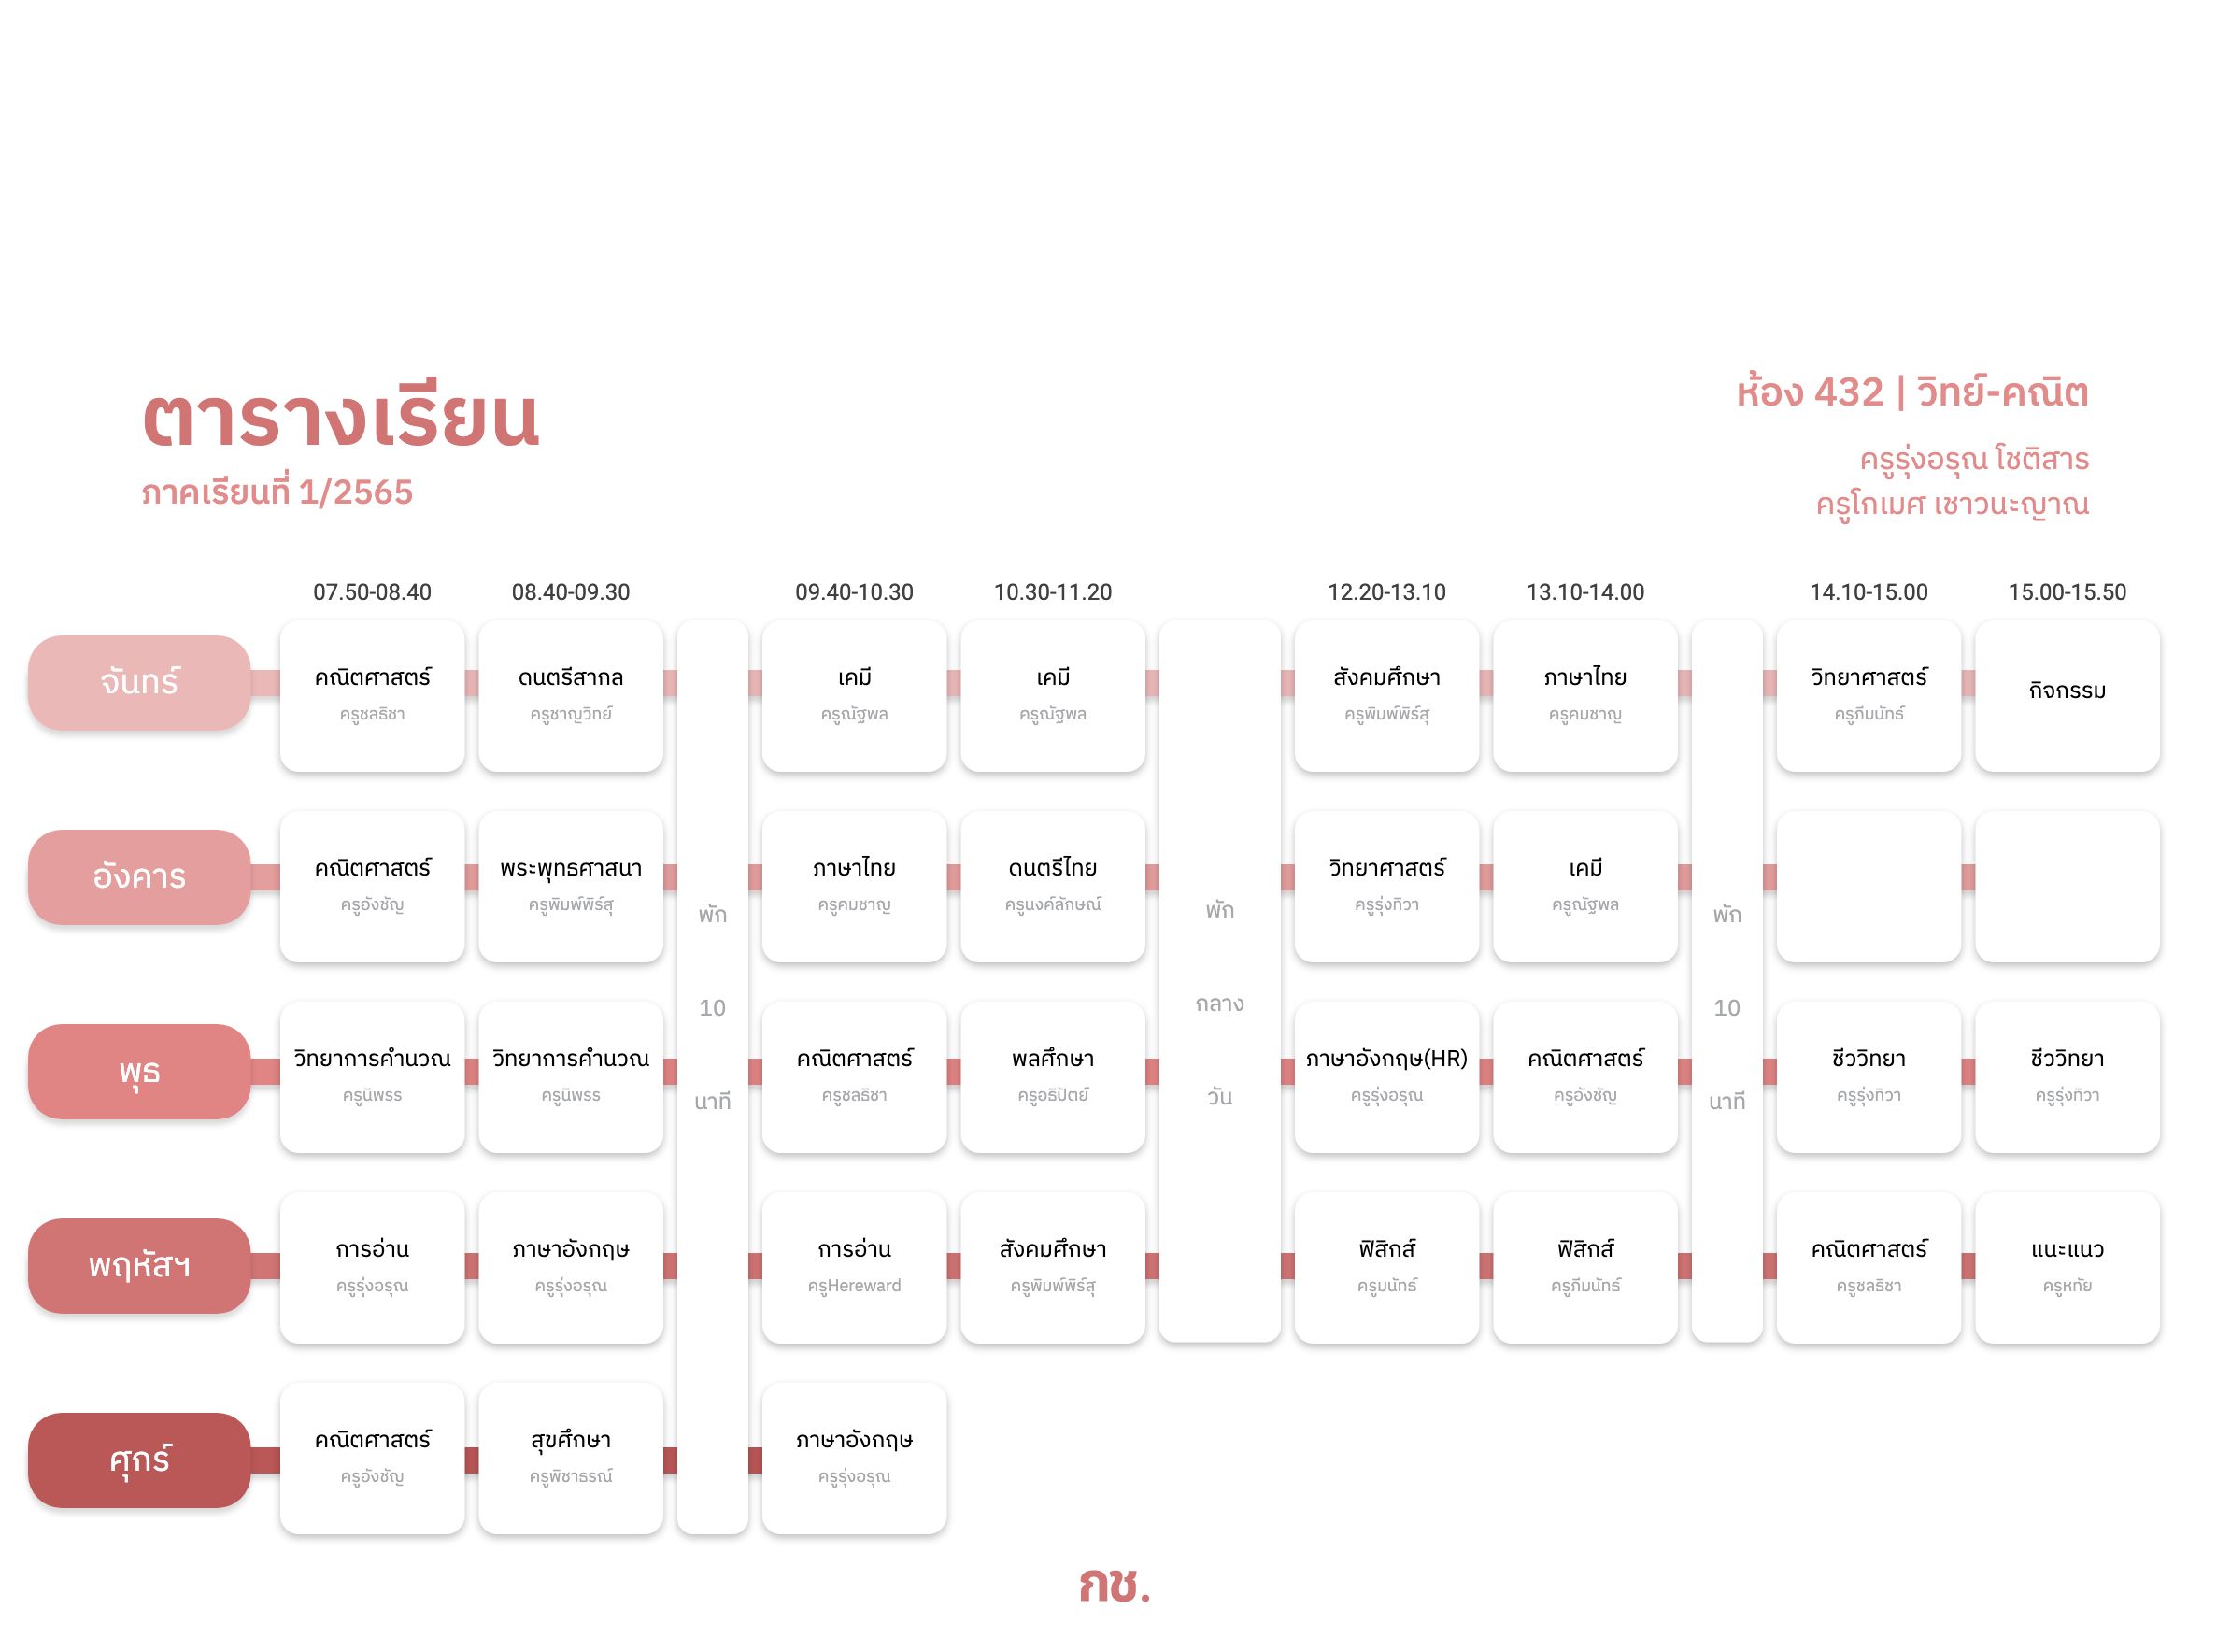 ตารางเรียน
ภาคเรียนที่ 1/2565
ห้อง 432 | วิทย์-คณิต
ครูรุ่งอรุณ โชติสาร
ครูโกเมศ เชาวนะญาณ
07.50-08.40 08.40-09.30 09.40-10.30 10.30-11.20 12.20-13.10 13.10-14.00 14.10-15.00 15.00-15.50
จันทร์
คณิตศาสตร์ ดนตรีสากล เคมี เคมี สังคมศึกษา ภาษาไทย วิทยาศาสตร์ กิจกรรม
ครูชลธิชา ครูชาญวิทย์ ครูณัฐพล ครูณัฐพล ครูพิมพ์พิร์สุ ครูคมชาญ ครูภีมนัทธ์
อังคาร
คณิตศาสตร์ พระพุทธศาสนา ภาษาไทย ดนตรีไทย วิทยาศาสตร์ เคมี
ครูอังชัญ ครูพิมพ์พิร์สุ ครูคมชาญ ครูนงค์ลักษณ์ ครูรุ่งทิวา ครูณัฐพล
พัก
10
นาที
พัก
กลาง
วัน
พัก
10
นาที
พุธ
วิทยาการคำนวณ วิทยาการคำนวณ คณิตศาสตร์ พลศึกษา ภาษาอังกฤษ(HR) คณิตศาสตร์ ชีววิทยา ชีววิทยา
ครูนิพรร ครูนิพรร ครูชลธิชา ครูอธิปัตย์ ครูรุ่งอรุณ ครูอังชัญ ครูรุ่งทิวา ครูรุ่งทิวา
พฤหัสฯ
การอ่าน ภาษาอังกฤษ การอ่าน สังคมศึกษา ฟิสิกส์ ฟิสิกส์ คณิตศาสตร์ แนะแนว
ครูรุ่งอรุณ ครูรุ่งอรุณ ครูHereward ครูพิมพ์พิร์สุ ครูมนัทธ์ ครูภีมนัทธ์ ครูชลธิชา ครูหทัย
ศุกร์
คณิตศาสตร์ สุขศึกษา ภาษาอังกฤษ
ครูอังชัญ ครูพิชาธรณ์ ครูรุ่งอรุณ
กช.